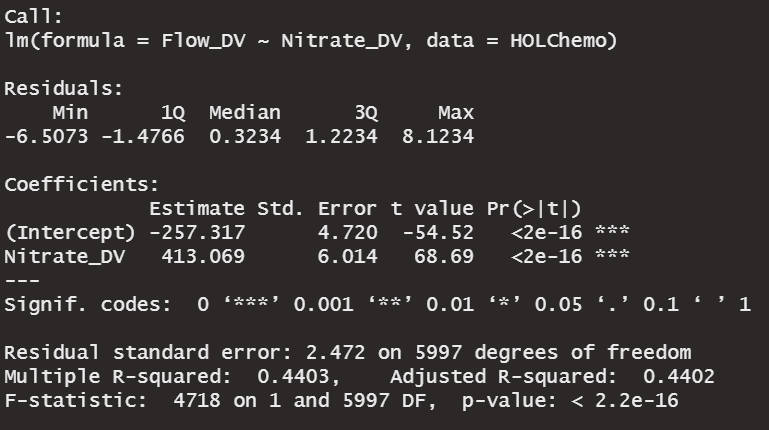 Call:
lm(formula = Flow_DV ~ Nitrate_DV, data = HOLChemo)
Residuals:
    Min      1Q  Median      3Q     Max
-6.5073 -1.4766  0.3234  1.2234  8.1234
Coefficients:
            Estimate Std. Error t value Pr(>|t|)
(Intercept) -257.317      4.720  -54.52   <2e-16 ***
Nitrate_DV   413.069      6.014   68.69   <2e-16 ***
---
Signif. codes:  0 ‘***’ 0.001 ‘**’ 0.01 ‘*’ 0.05 ‘.’ 0.1 ‘ ’ 1
Residual standard error: 2.472 on 5997 degrees of freedom
Multiple R-squared:  0.4403,    Adjusted R-squared:  0.4402
F-statistic:  4718 on 1 and 5997 DF,  p-value: < 2.2e-16